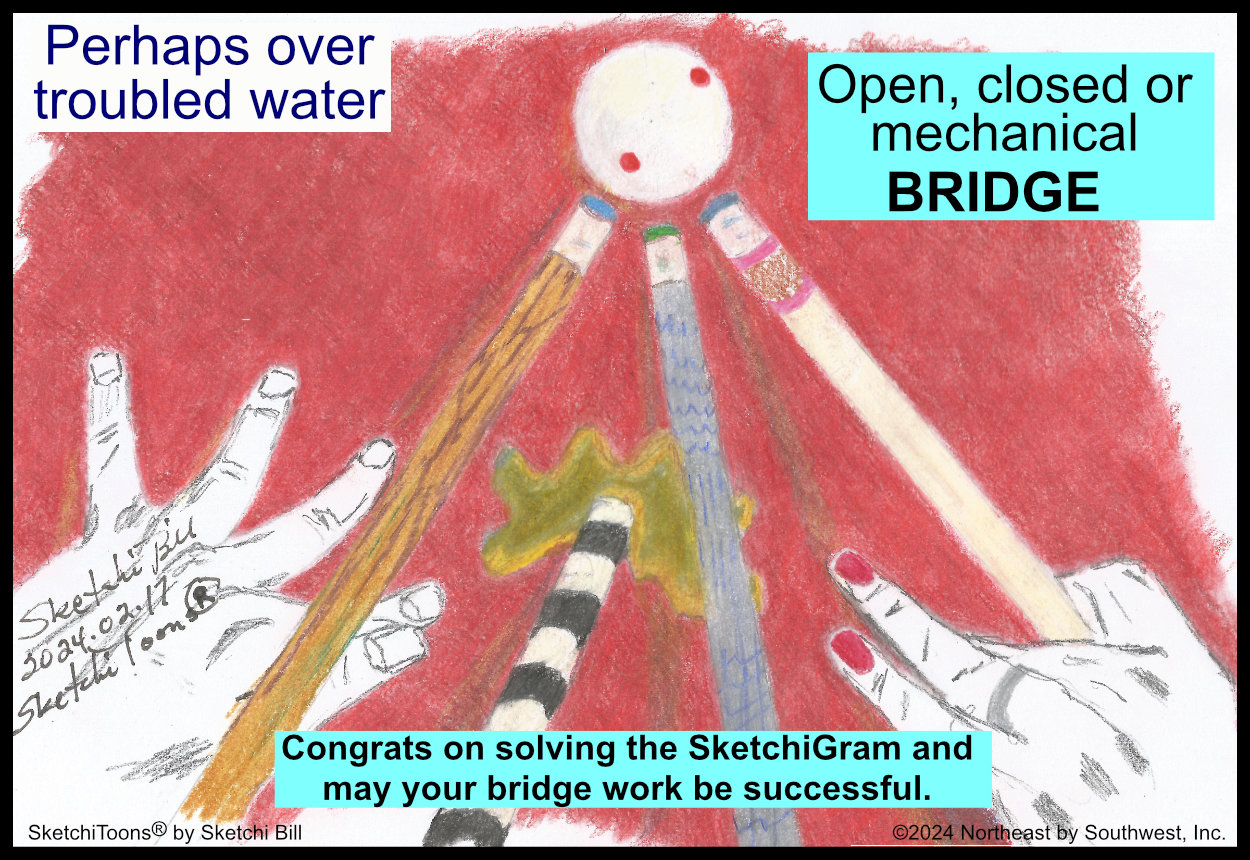 Perhaps over
troubled water
Open, closed or
mechanical
BRIDGE
Sketchi Bill
2024.02.17
SketchiToons®
Congrats on solving the SketchiGram and
may your bridge work be successful.
SketchiToons® by Sketchi Bill
©2024 Northeast by Southwest, Inc.